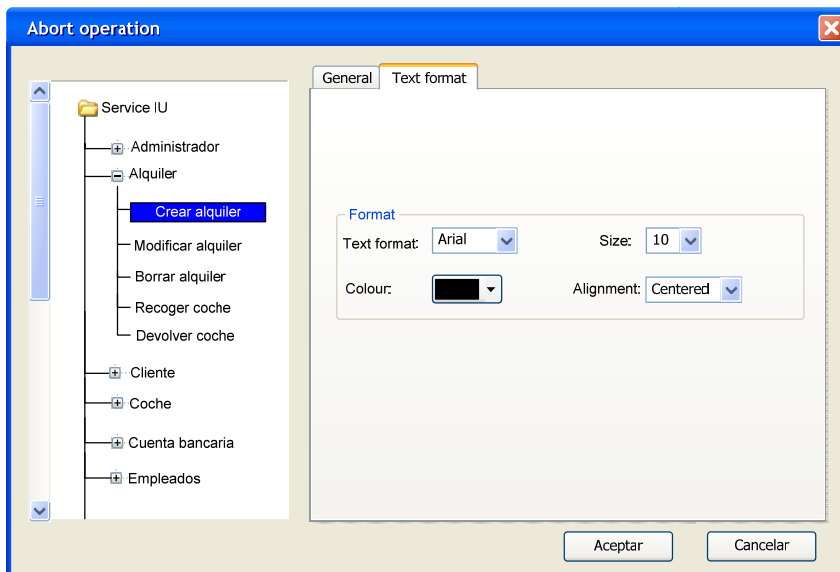 Abort operation
General
Text format
Service IU
Administrador
Alquiler
Crear alquiler
Modificar alquiler
Borrar alquiler
Recoger coche
Devolver coche
Cliente
Coche
Cuenta bancaria
Empleados
Format
Text format: Arial Size: 10
Colour: Alignment: Centered
Aceptar Cancelar